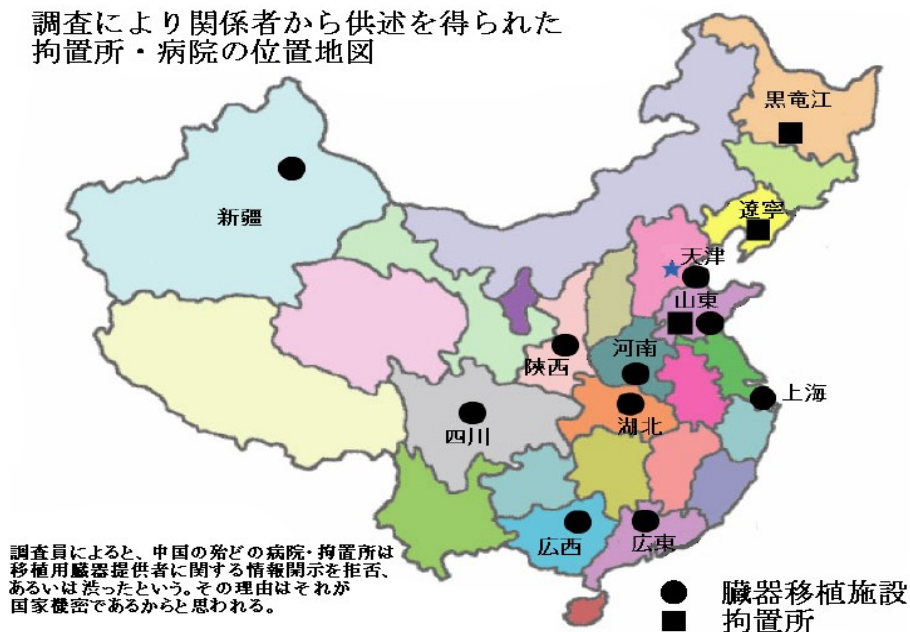 調査により関係者から供述を得られた
拘置所・病院の位置地図
黒竜江
遼寧
新疆
天津
山東
河南
陝西
上海
湖北
四川
広西
広東
調査員によると、中国の殆どの病院・拘置所は
移植用臓器提供者に関する情報開示を拒否、
あるいは渋ったという。その理由はそれが
国家機密であるからと思われる。
臓器移植施設
拘置所